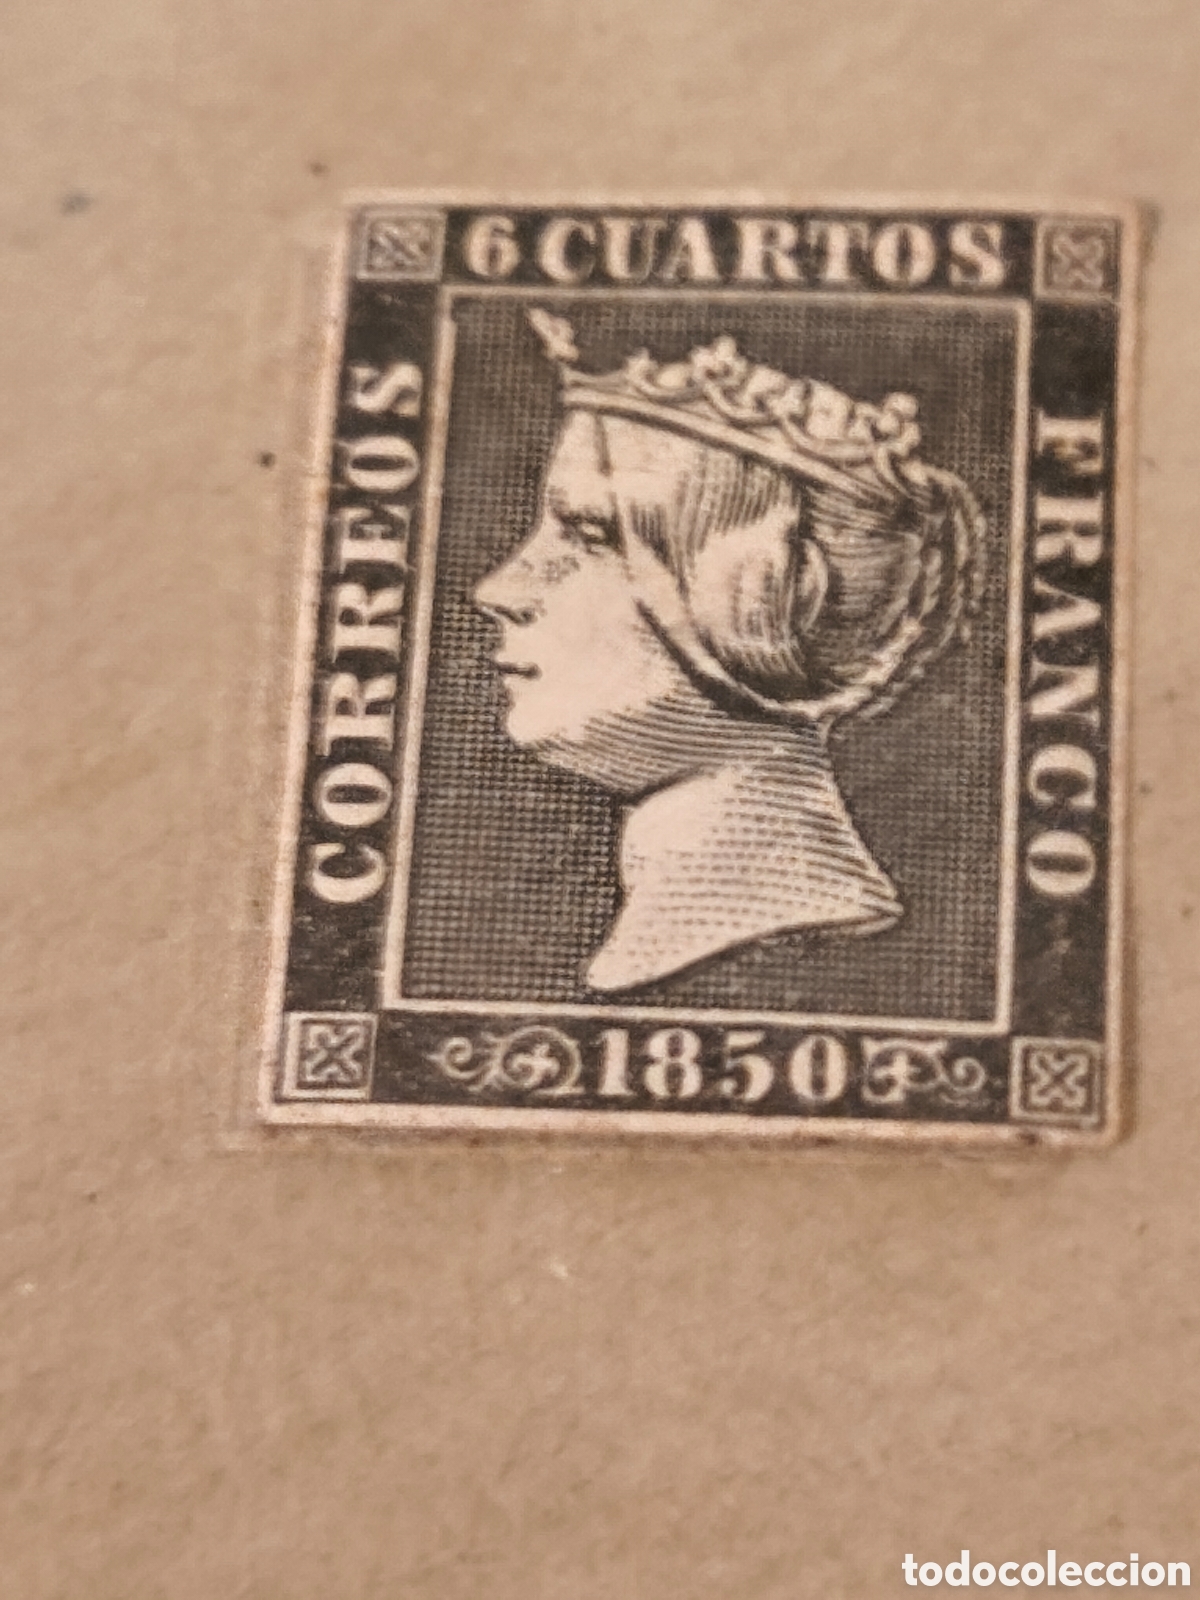 6 CUARTOS
CORREOS
FRANCO
1850
todocoleccion